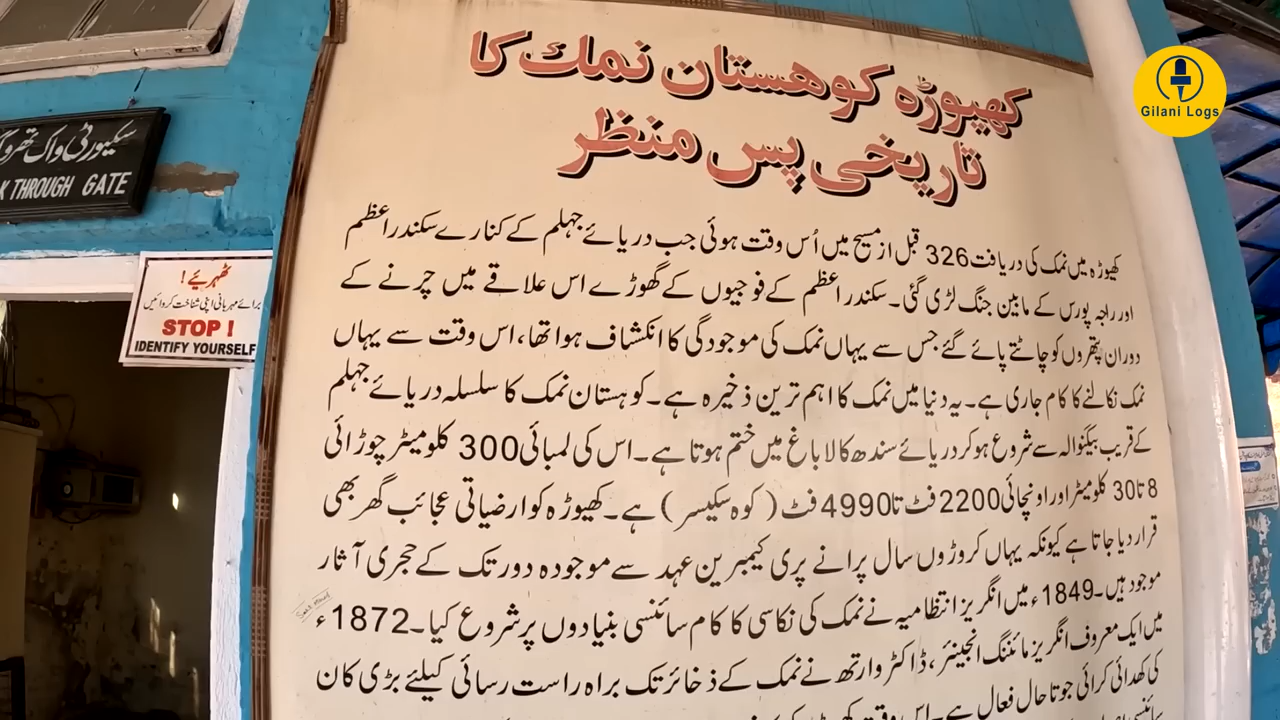 کھیوڑہ کوهستان نمك کا
تاریخی پس منظر
کھیوڑہ میں نمک کی دریافت 326 قبل از مسیح میں اُس وقت ہوئی جب دریائے جہلم کے کنارے سکندر اعظم
اور راجہ پورس کے مابین جنگ لڑی گئی۔ سکندر اعظم کے فوجیوں کے گھوڑے اس علاقے میں چرنے کے
دوران پتھروں کو چاٹتے پائے گئے جس سے یہاں نمک کی موجودگی کا انکشاف ہوا تھا، اس وقت سے یہاں
نمک نکالنے کا کام جاری ہے۔ یہ دنیا میں نمک کا اہم ترین ذخیرہ ہے۔ کوہستان نمک کا سلسلہ دریائے جہلم
کے قریب بیگنوالہ سے شروع ہو کر دریائے سندھ کالا باغ میں ختم ہوتا ہے۔ اس کی لمبائی 300 کلومیٹر چوڑائی
8 تا 30 کلومیٹر اور اونچائی 2200 فٹ تا 4990 فٹ ( کوہ سکیسر ) ہے۔ کھیوڑہ کو ارضیاتی عجائب گھر بھی
قرار دیا جاتا ہے کیونکہ یہاں کروڑوں سال پرانے پری کیمبرین عہد سے موجودہ دور تک کے حجری آثار
موجود ہیں۔ 1849ء میں انگریز انتظامیہ نے نمک کی نکاسی کا کام سائنسی بنیادوں پر شروع کیا۔ 1872ء
میں ایک معروف انگریز مائننگ انجینئر، ڈاکٹر وارتھ نے نمک کے ذخائر تک براہ راست رسائی کیلئے بڑی کان
کی کھدائی کرائی جو تا حال فعال ہے۔ اس وقت
سکیورٹی واک تھرو
K THROUGH GATE
ٹھہریئے !
برائے مہربانی اپنی شناخت کروائیں
STOP !
IDENTIFY YOURSELF
Gilani Logs